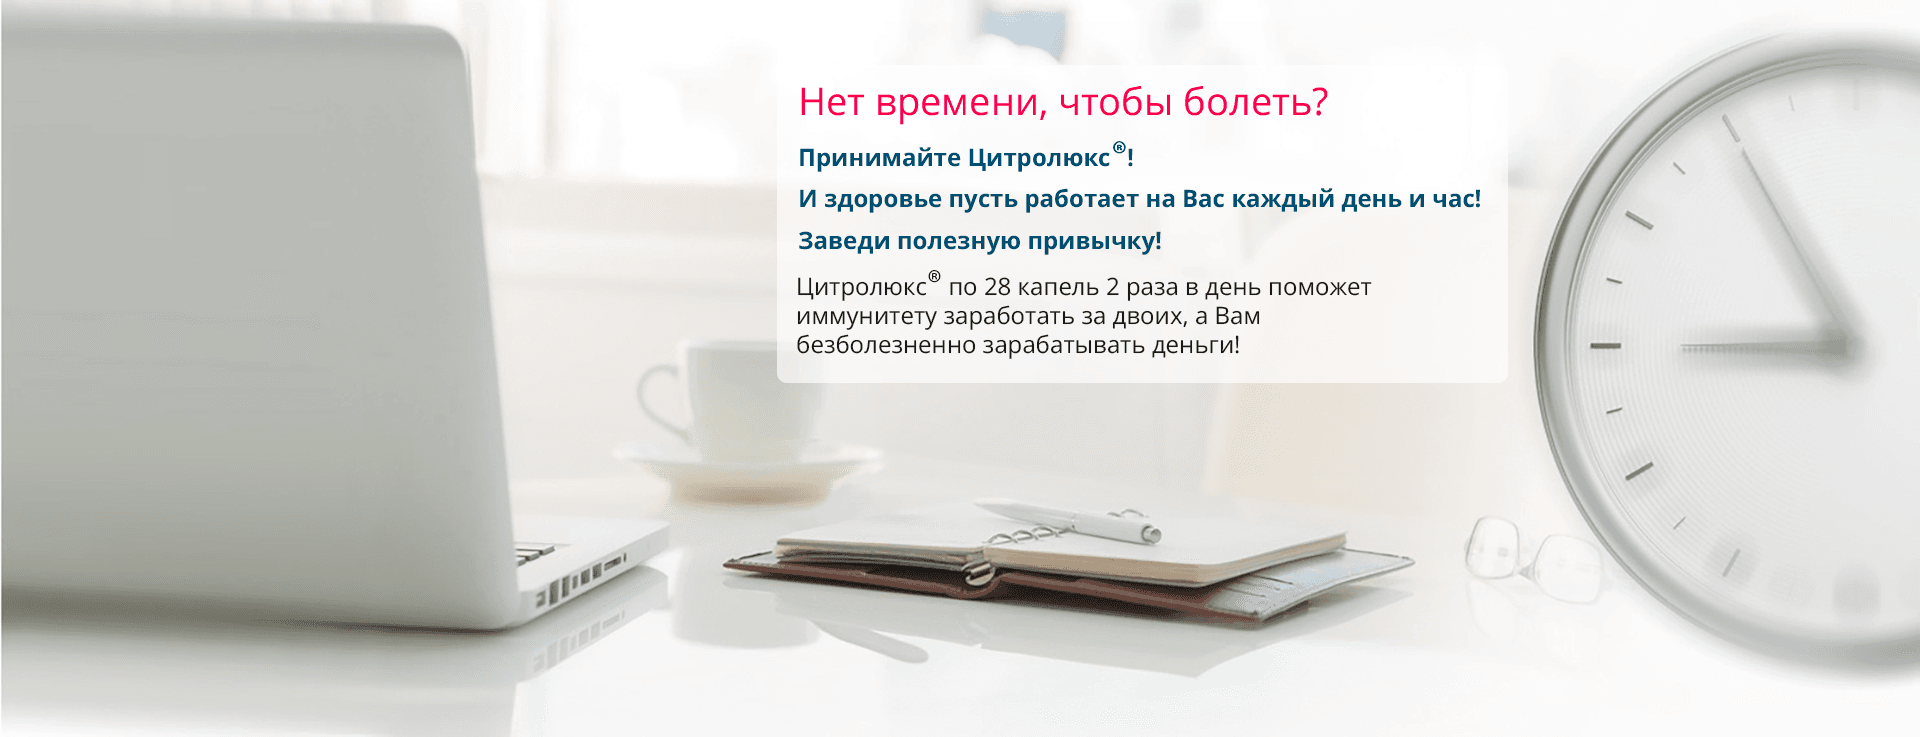 Нет времени, чтобы болеть?
Принимайте Цитролюкс®!
И здоровье пусть работает на Вас каждый день и час!
Заведи полезную привычку!
Цитролюкс® по 28 капель 2 раза в день поможет
иммунитету заработать за двоих, а Вам
безболезненно зарабатывать деньги!